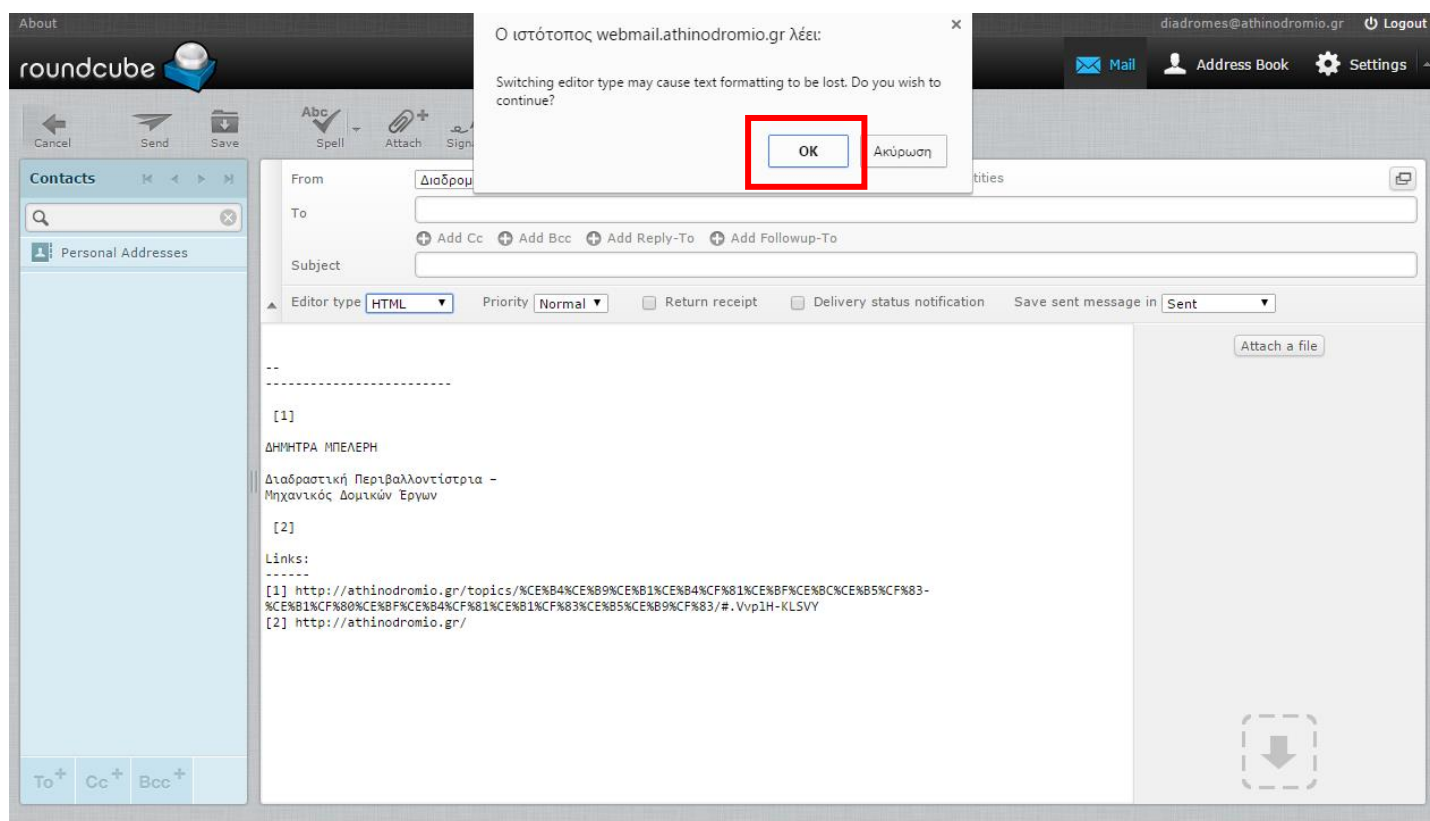 About
diadromes@athinodromio.gr Logout
roundcube
Mail Address Book Settings
Ο ιστότοπος webmail.athinodromio.gr λέει:
Switching editor type may cause text formatting to be lost. Do you wish to
continue?
OK Ακύρωση
Cancel Send Save Abc Spell Attach
Contacts
Personal Addresses
From
To
Add Cc Add Bcc Add Reply-To Add Followup-To
Subject
Editor type HTML Priority Normal Return receipt Delivery status notification Save sent message in Sent
Attach a file
--
-------------------------
[1]
ΔΗΜΗΤΡΑ ΜΠΕΛΕΡΗ
Διαδραστική Περιβαλλοντίστρια –
Μηχανικός Δομικών Έργων
[2]
Links:
------
[1] http://athinodromio.gr/topics/%CE%B4%CE%B9%CE%B1%CE%B4%CF%81%CE%BF%CE%BC%CE%B5%CF%83-
%CE%B1%CF%80%CE%BF%CE%B4%CF%81%CE%B1%CF%83%CE%B5%CE%B9%CF%83/#.VvplH-KLSVY
[2] http://athinodromio.gr/
To+ Cc+ Bcc+